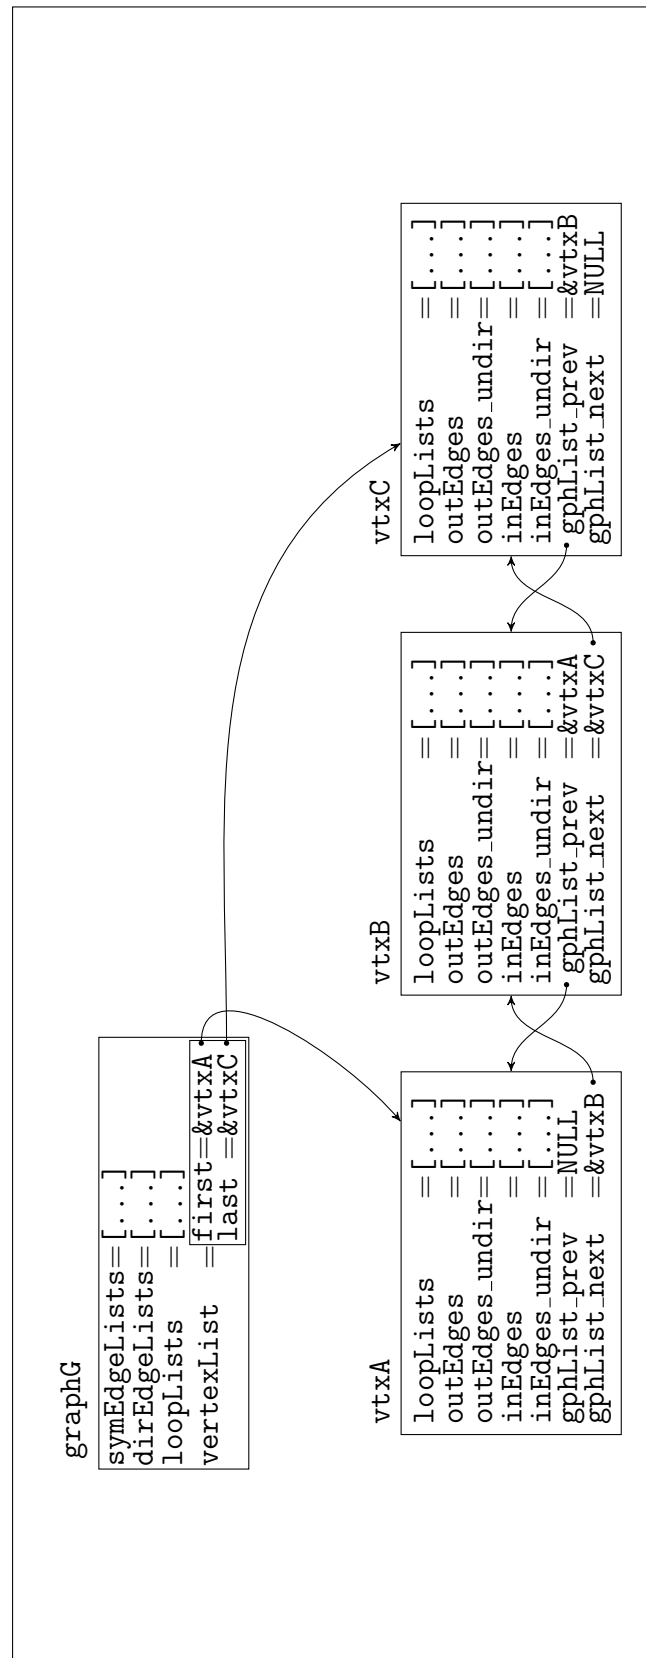 graphG
symEdgeLists=[...]
dirEdgeLists=[...]
loopLists =[...]
vertexList =first=&vtxA
last =&vtxC
vtxA
loopLists =[...]
outEdges =[...]
outEdges_undir=[...]
inEdges =[...]
inEdges_undir =[...]
gphList_prev =NULL
gphList_next =&vtxB
vtxB
loopLists =[...]
outEdges =[...]
outEdges_undir=[...]
inEdges =[...]
inEdges_undir =[...]
gphList_prev =&vtxA
gphList_next =&vtxC
vtxC
loopLists =[...]
outEdges =[...]
outEdges_undir=[...]
inEdges =[...]
inEdges_undir =[...]
gphList_prev =&vtxB
gphList_next =NULL